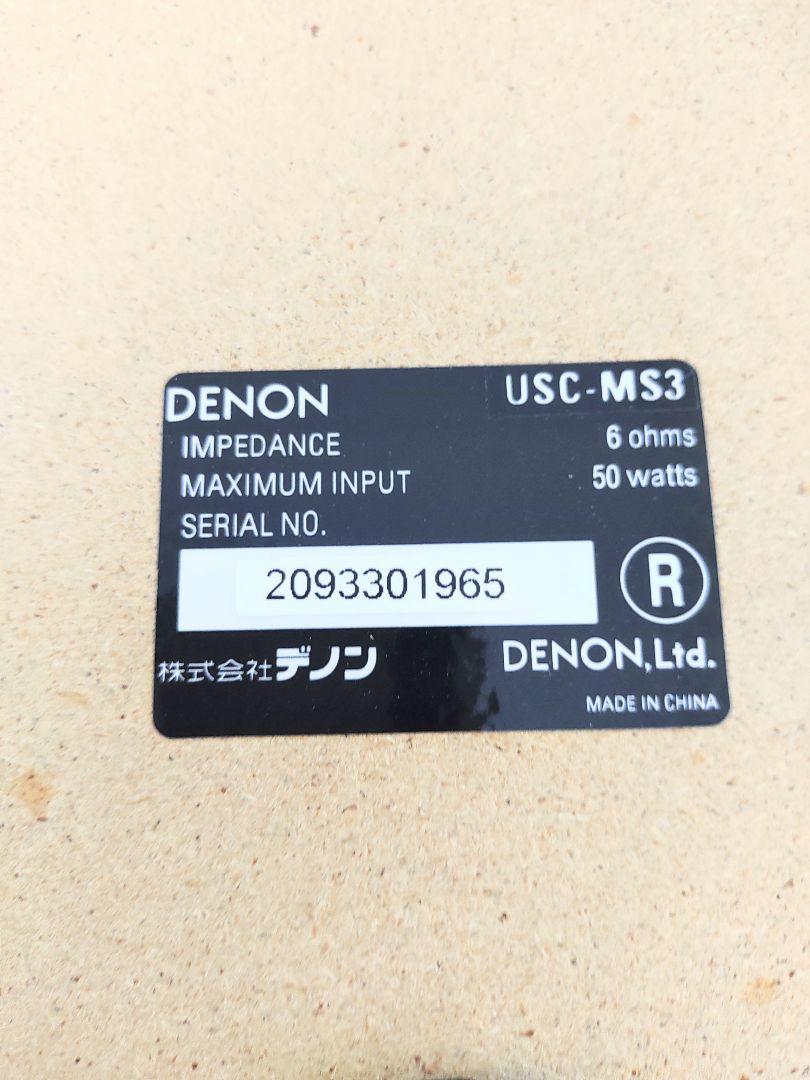 DENON USC-MS3
IMPEDANCE 6 ohms
MAXIMUM INPUT 50 watts
SERIAL NO.
2093301965 R
株式会社デノン DENON,Ltd.
MADE IN CHINA